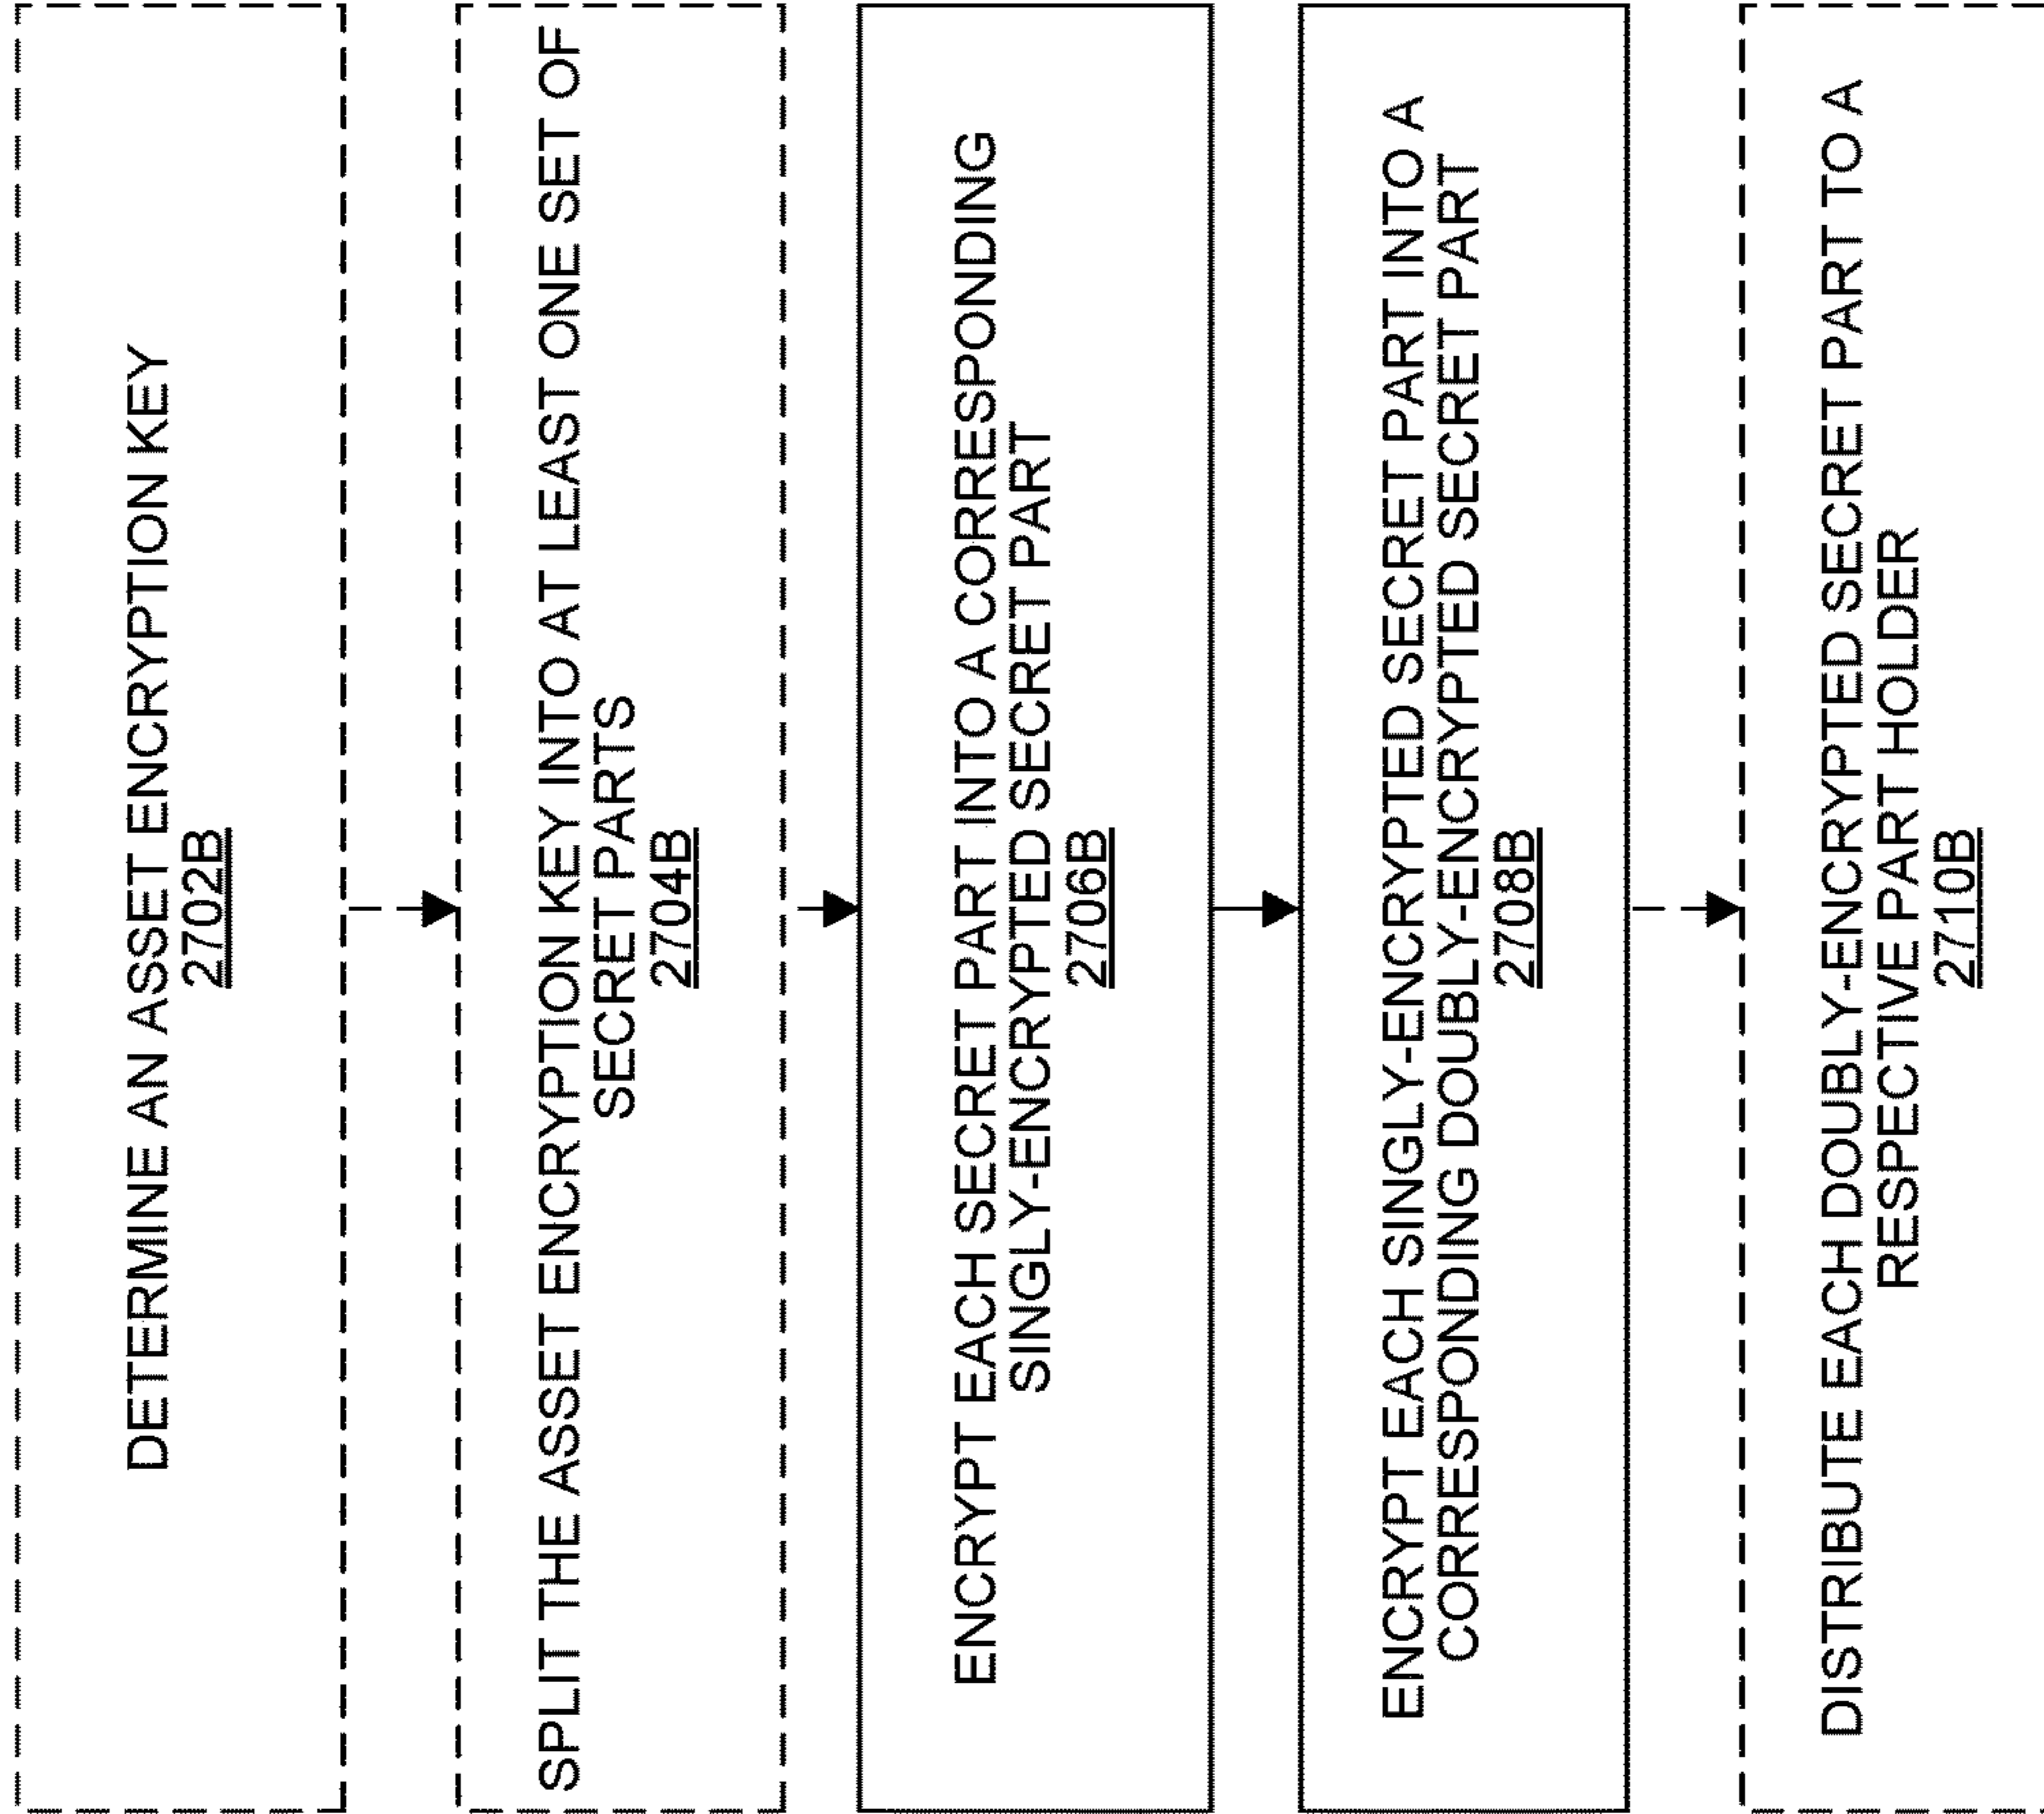 DETERMINE AN ASSET ENCRYPTION KEY
2702B
SPLIT THE ASSET ENCRYPTION KEY INTO AT LEAST ONE SET OF
SECRET PARTS
2704B
ENCRYPT EACH SECRET PART INTO A CORRESPONDING
SINGLY-ENCRYPTED SECRET PART
2706B
ENCRYPT EACH SINGLY-ENCRYPTED SECRET PART INTO A
CORRESPONDING DOUBLY-ENCRYPTED SECRET PART
2708B
DISTRIBUTE EACH DOUBLY-ENCRYPTED SECRET PART TO A
RESPECTIVE PART HOLDER
2710B